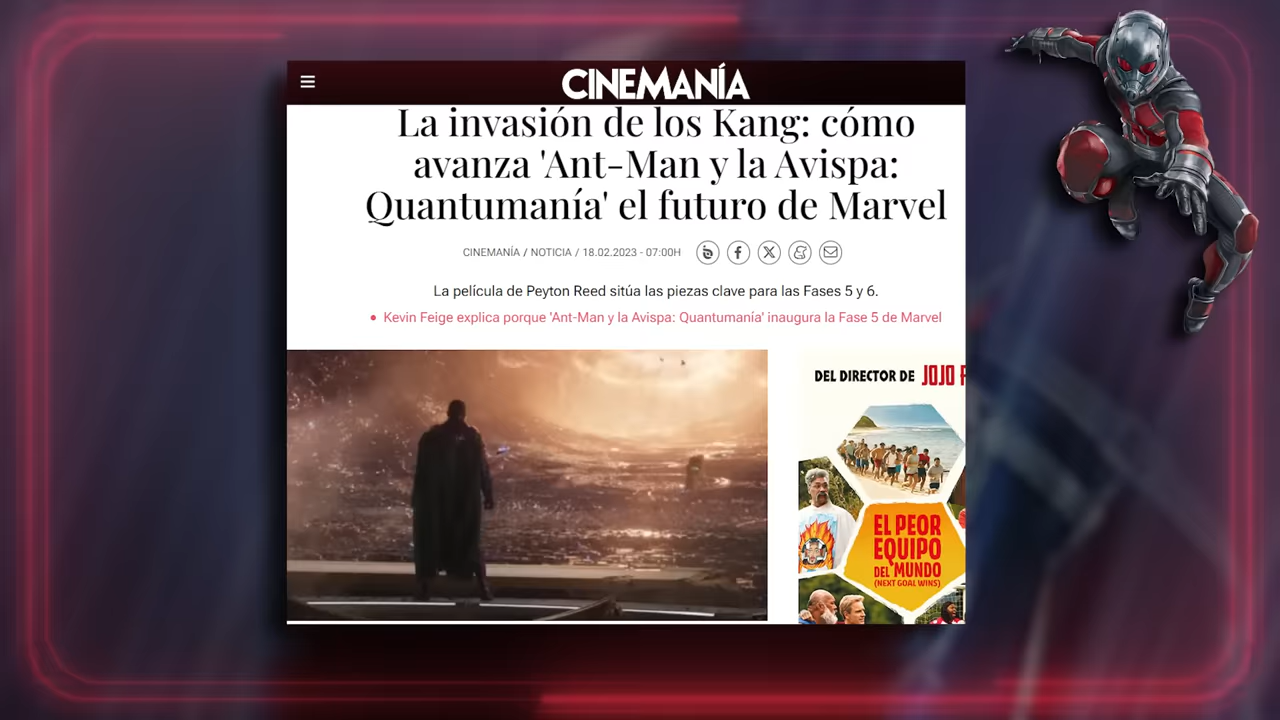 CINEMANÍA
La invasión de los Kang: cómo
avanza 'Ant-Man y la Avispa:
Quantumanía' el futuro de Marvel
CINEMANÍA / NOTICIA / 18.02.2023 - 07:00H
La película de Peyton Reed sitúa las piezas clave para las Fases 5 y 6.
Kevin Feige explica porque 'Ant-Man y la Avispa: Quantumanía' inaugura la Fase 5 de Marvel
DEL DIRECTOR DE JOJO
EL PEOR
EQUIPO
DEL MUNDO
(NEXT GOAL WINS)